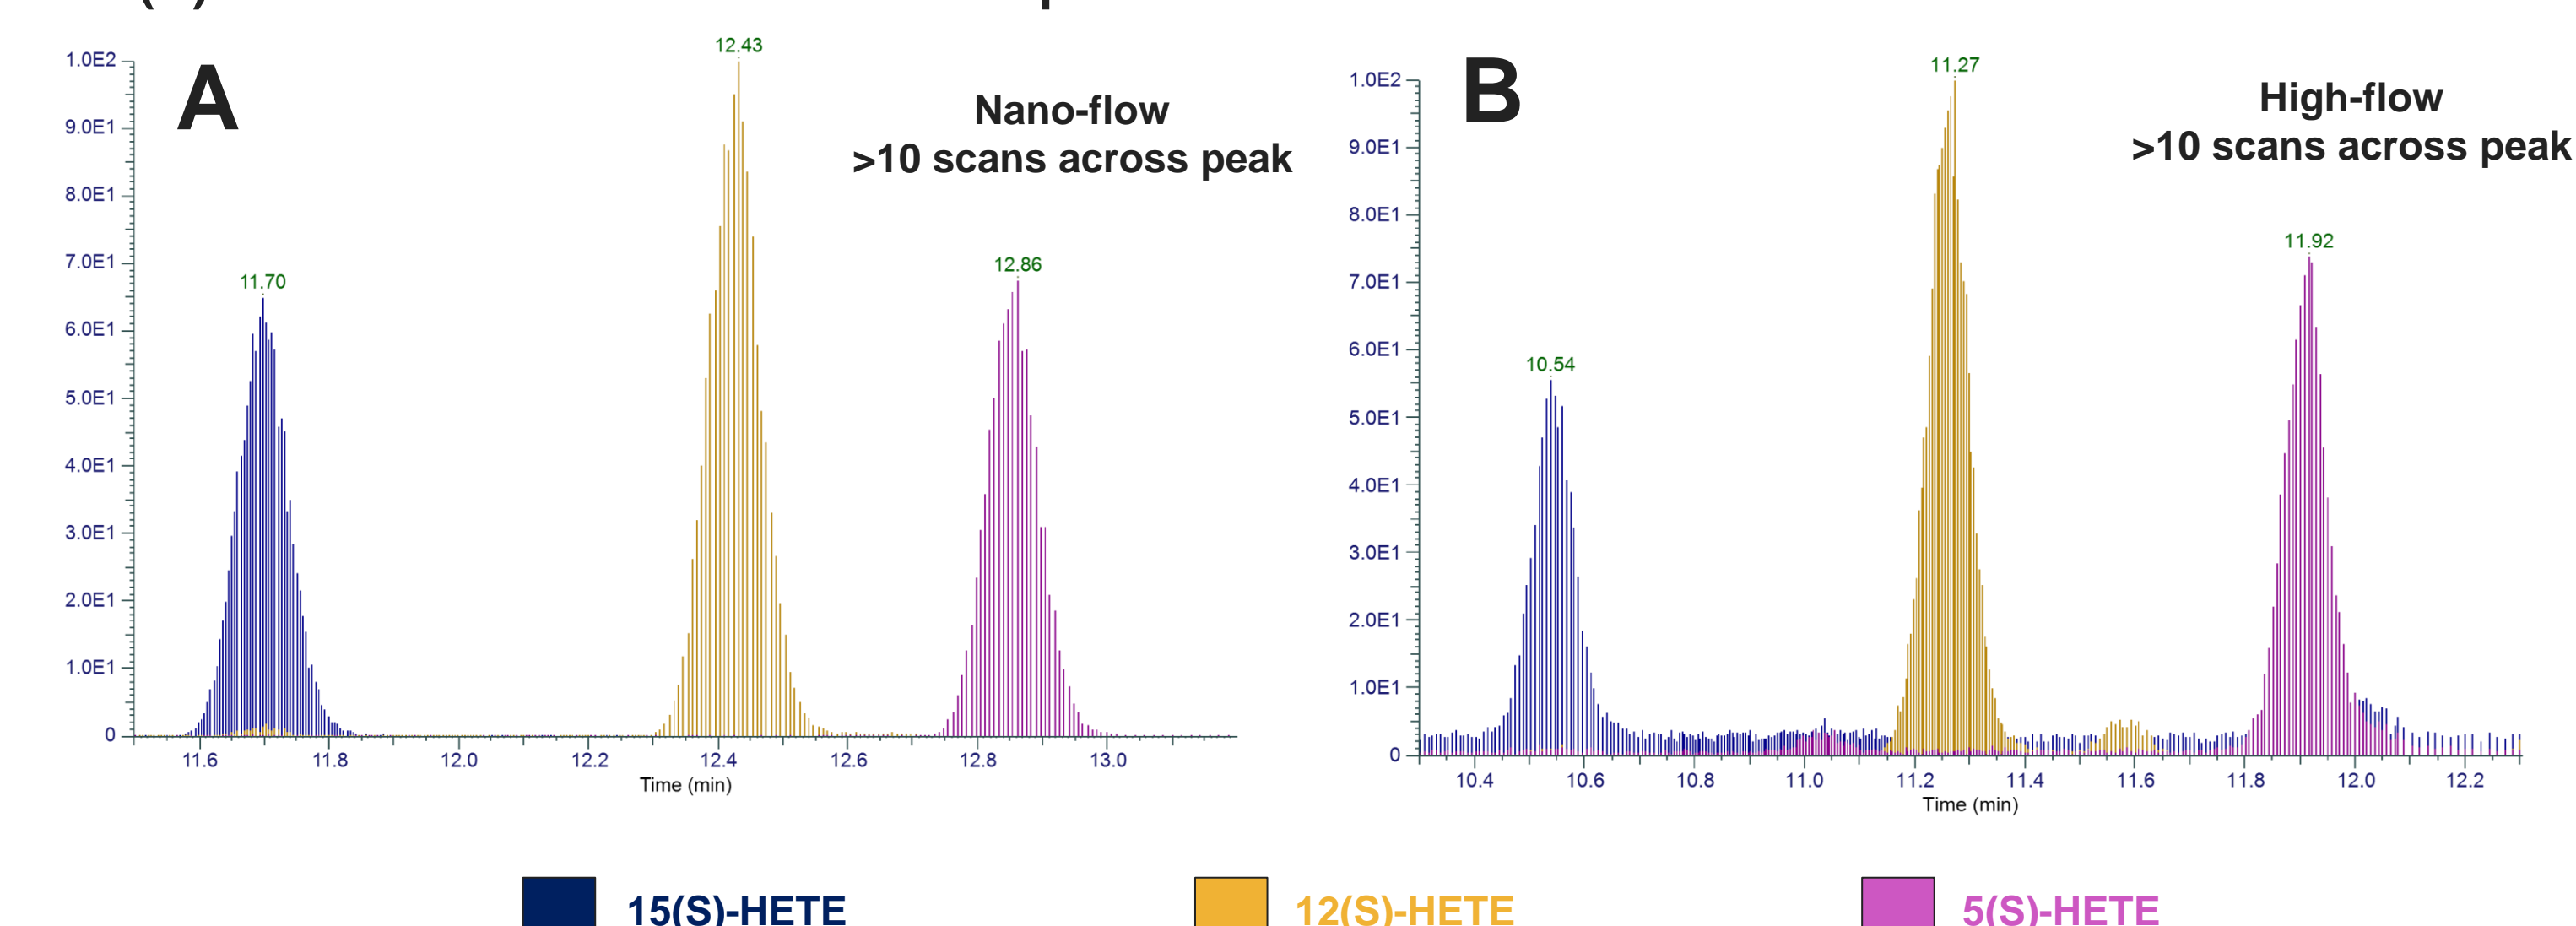 A
12.43
1.0E2
9.0E1
8.0E1
7.0E1
6.0E1
5.0E1
4.0E1
3.0E1
2.0E1
1.0E1
0
Nano-flow
>10 scans across peak
11.70
12.86
11.6 11.8 12.0 12.2 12.4 12.6 12.8 13.0
Time (min)
B
11.27
1.0E2
9.0E1
8.0E1
7.0E1
6.0E1
5.0E1
4.0E1
3.0E1
2.0E1
1.0E1
0
High-flow
>10 scans across peak
11.92
10.54
10.4 10.6 10.8 11.0 11.2 11.4 11.6 11.8 12.0 12.2
Time (min)
15(S)-HETE 12(S)-HETE 5(S)-HETE